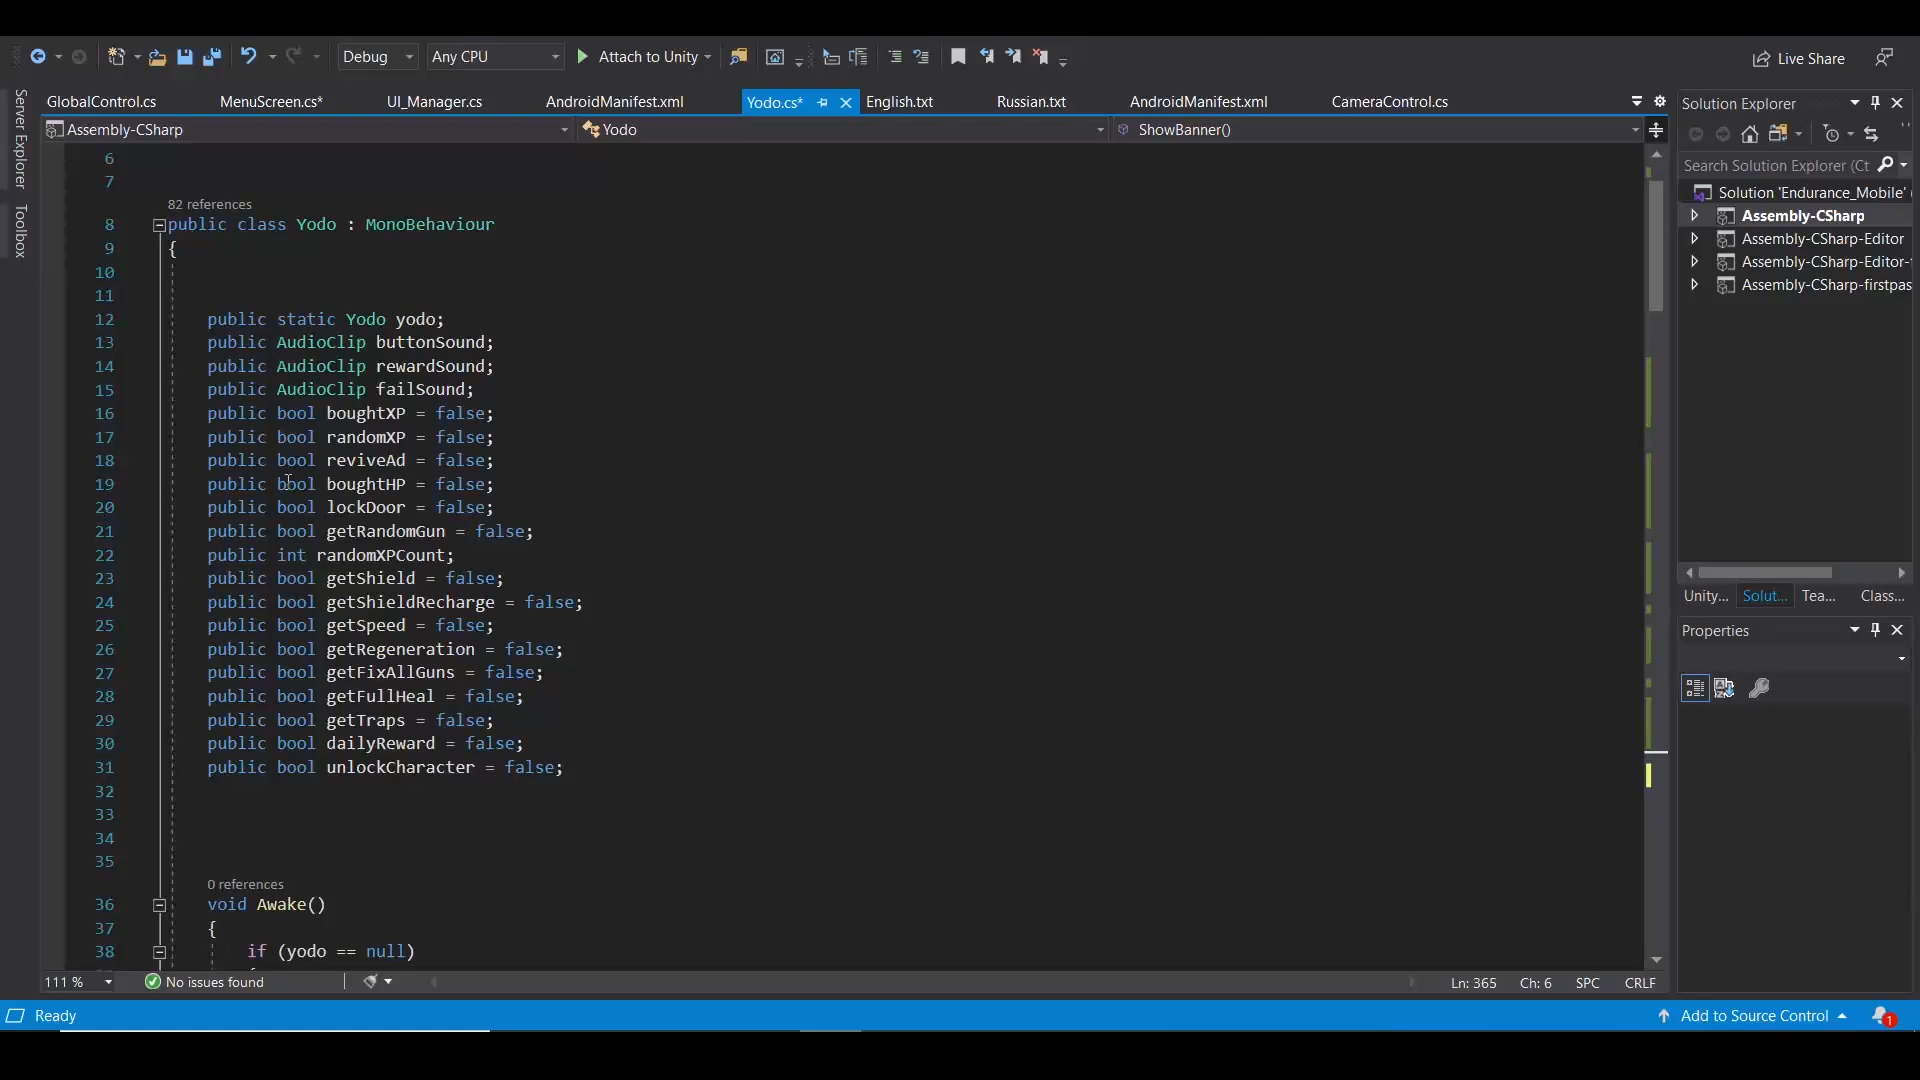 Debug
Any CPU
Attach to Unity
Live Share
Server Explorer
Toolbox
GlobalControl.cs
MenuScreen.cs*
UI_Manager.cs
AndroidManifest.xml
Yodo.cs*
English.txt
Russian.txt
AndroidManifest.xml
CameraControl.cs
Assembly-CSharp
Yodo
ShowBanner()
6
7
82 references
8 public class Yodo : MonoBehaviour
9 {
10
11
12 public static Yodo yodo;
13 public AudioClip buttonSound;
14 public AudioClip rewardSound;
15 public AudioClip failSound;
16 public bool boughtXP = false;
17 public bool randomXP = false;
18 public bool reviveAd = false;
19 public bool boughtHP = false;
20 public bool lockDoor = false;
21 public bool getRandomGun = false;
22 public int randomXPCount;
23 public bool getShield = false;
24 public bool getShieldRecharge = false;
25 public bool getSpeed = false;
26 public bool getRegeneration = false;
27 public bool getFixAllGuns = false;
28 public bool getFullHeal = false;
29 public bool getTraps = false;
30 public bool dailyReward = false;
31 public bool unlockCharacter = false;
32
33
34
35
0 references
36 void Awake()
37 {
38 if (yodo == null)
111 %
No issues found
Ln: 365
Ch: 6
SPC
CRLF
Solution Explorer
Search Solution Explorer (Ct
Solution 'Endurance_Mobile' (
Assembly-CSharp
Assembly-CSharp-Editor
Assembly-CSharp-Editor-
Assembly-CSharp-firstpas
Unity...
Solut...
Tea...
Class...
Properties
Ready
Add to Source Control
1